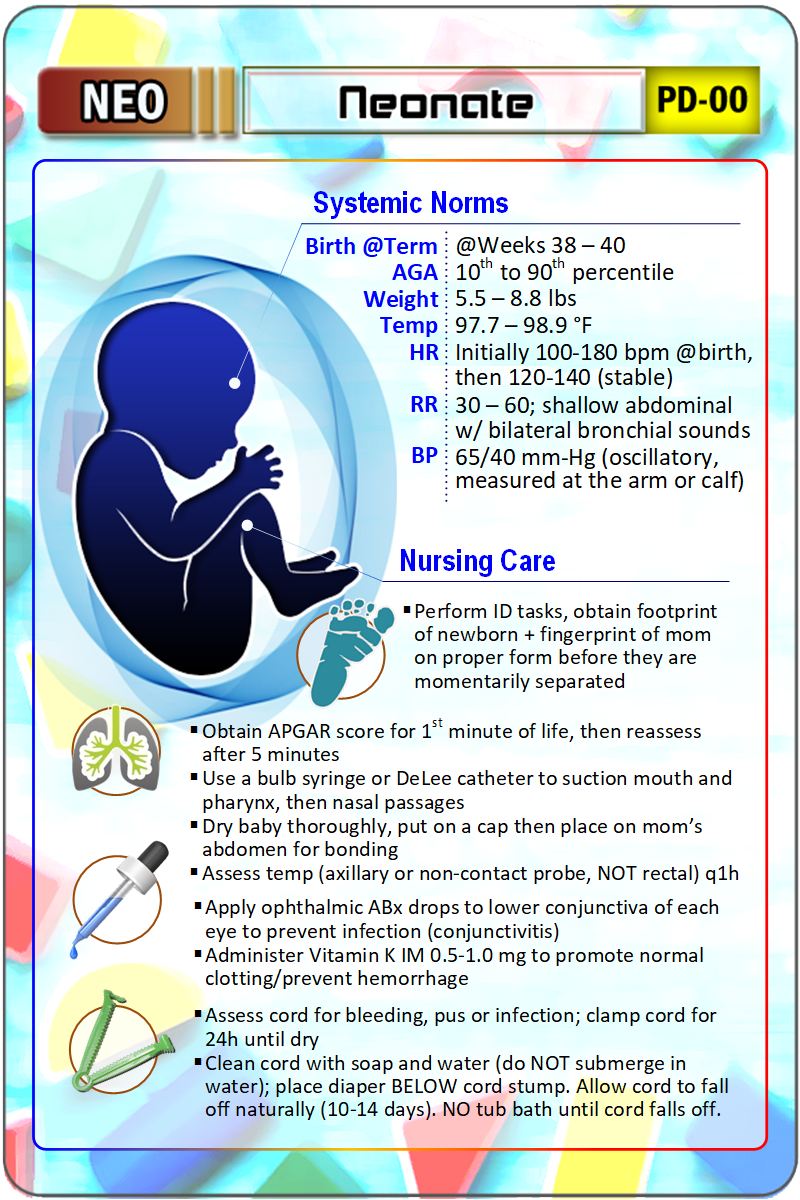 NEO
Neonate
PD-00
Systemic Norms
Birth @Term @Weeks 38 – 40
AGA 10th to 90th percentile
Weight 5.5 – 8.8 lbs
Temp 97.7 – 98.9 °F
HR Initially 100-180 bpm @birth,
then 120-140 (stable)
RR 30 – 60; shallow abdominal
w/ bilateral bronchial sounds
BP 65/40 mm-Hg (oscillatory,
measured at the arm or calf)
Nursing Care
▪ Perform ID tasks, obtain footprint
of newborn + fingerprint of mom
on proper form before they are
momentarily separated
▪ Obtain APGAR score for 1st minute of life, then reassess
after 5 minutes
▪ Use a bulb syringe or DeLee catheter to suction mouth and
pharynx, then nasal passages
▪ Dry baby thoroughly, put on a cap then place on mom’s
abdomen for bonding
▪ Assess temp (axillary or non-contact probe, NOT rectal) q1h
▪ Apply ophthalmic ABx drops to lower conjunctiva of each
eye to prevent infection (conjunctivitis)
▪ Administer Vitamin K IM 0.5-1.0 mg to promote normal
clotting/prevent hemorrhage
▪ Assess cord for bleeding, pus or infection; clamp cord for
24h until dry
▪ Clean cord with soap and water (do NOT submerge in
water); place diaper BELOW cord stump. Allow cord to fall
off naturally (10-14 days). NO tub bath until cord falls off.